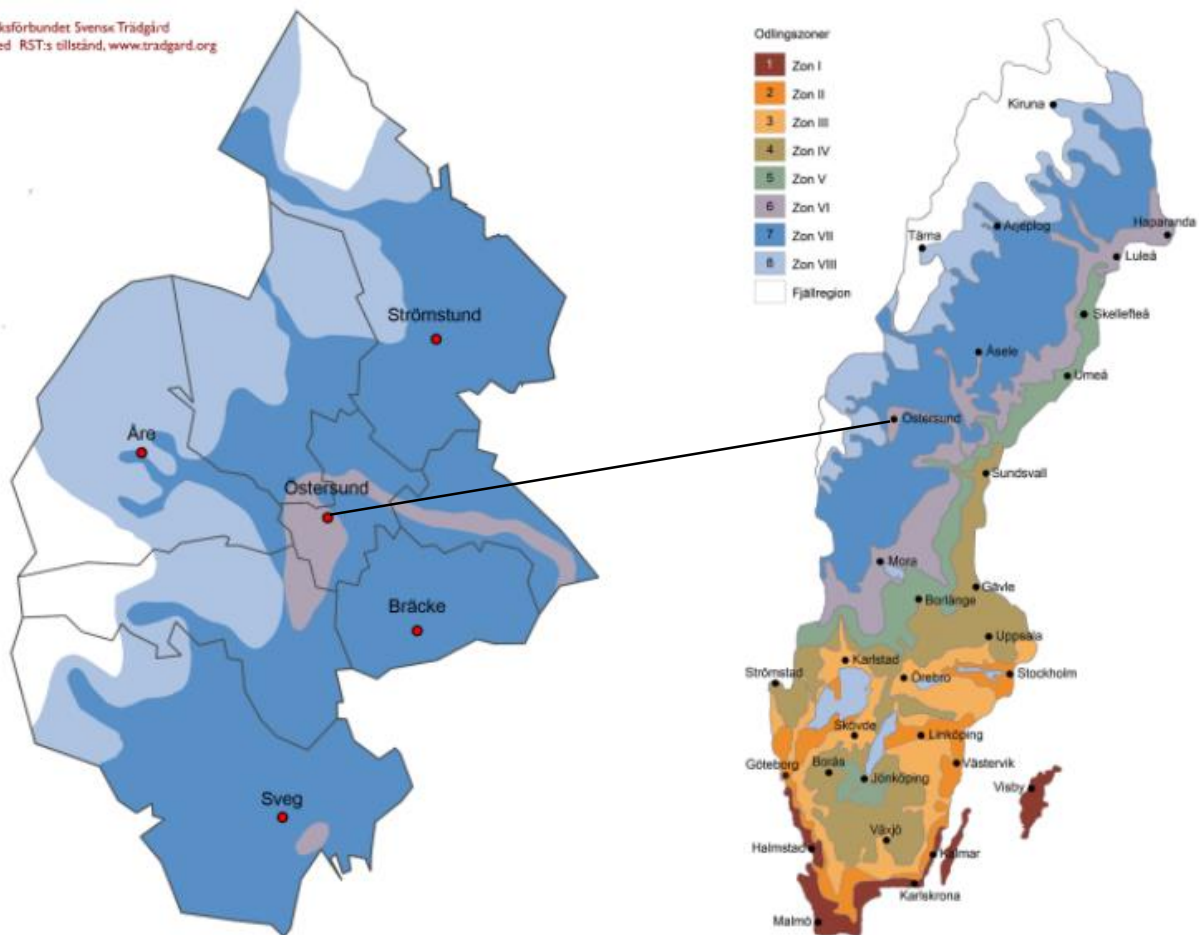 ksförbundet Svensk Trädgård
ed RST:s tillstånd, www.tradgard.org
Strömstund
Åre
Östersund
Bräcke
Sveg
Odlingszoner
1 Zon I
2 Zon II
3 Zon III
4 Zon IV
5 Zon V
6 Zon VI
7 Zon VII
8 Zon VIII
Fjällregion
Kiruna
Arjeplog
Haparanda
Tärna
Luleå
Skellefteå
Åsele
Umeå
Östersund
Sundsvall
Mora
Gävle
Borlänge
Uppsala
Karlstad
Strömstad
Örebro
Stockholm
Skövde
Linköping
Göteborg
Borås
Västervik
Jönköping
Visby
Växjö
Halmstad
Kalmar
Karlskrona
Malmö